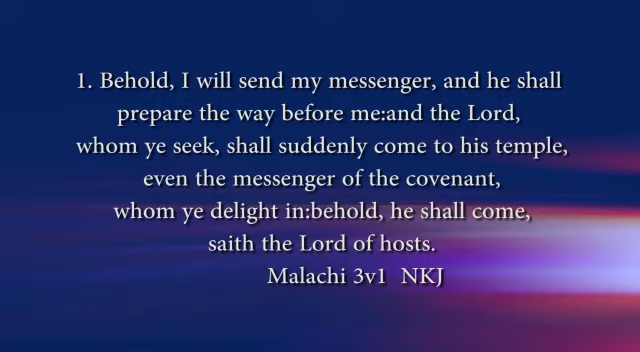 1. Behold, I will send my messenger, and he shall
prepare the way before me:and the Lord,
whom ye seek, shall suddenly come to his temple,
even the messenger of the covenant,
whom ye delight in:behold, he shall come,
saith the Lord of hosts.
Malachi 3v1 NKJ